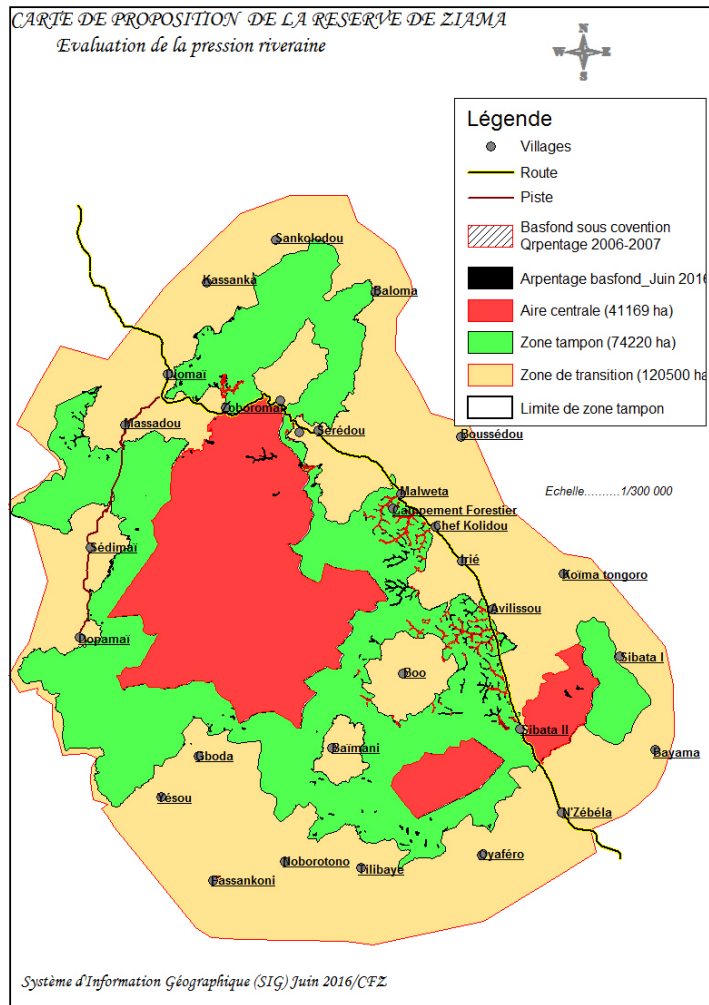 CARTE DE PROPOSITION DE LA RESERVE DE ZIAMA
Evaluation de la pression riveraine
N
W Z
S
Légende
Villages
Route
Piste
Basfond sous covention
Qrpentage 2006-2007
Arpentage basfond_Juin 2016
Aire centrale (41169 ha)
Zone tampon (74220 ha)
Zone de transition (120500 ha
Limite de zone tampon
Echelle.........1/300 000
Sankolodou
Kassanka
Baloma
Diomaï
Zoboromaï
Massadou
Sérédou
Boussédou
Malweta
Campement Forestier
Chef Kolidou
Sédimaï
Irié
Koïma tongoro
Avilissou
Dopamaï
Sibata I
Boo
Sibata II
Baïmani
Bayama
Gboda
Yésou
N'Zébéla
Oyaféro
Noborotono
Tilibaye
Fassankoni
Système d'Information Géographique (SIG) Juin 2016/CFZ